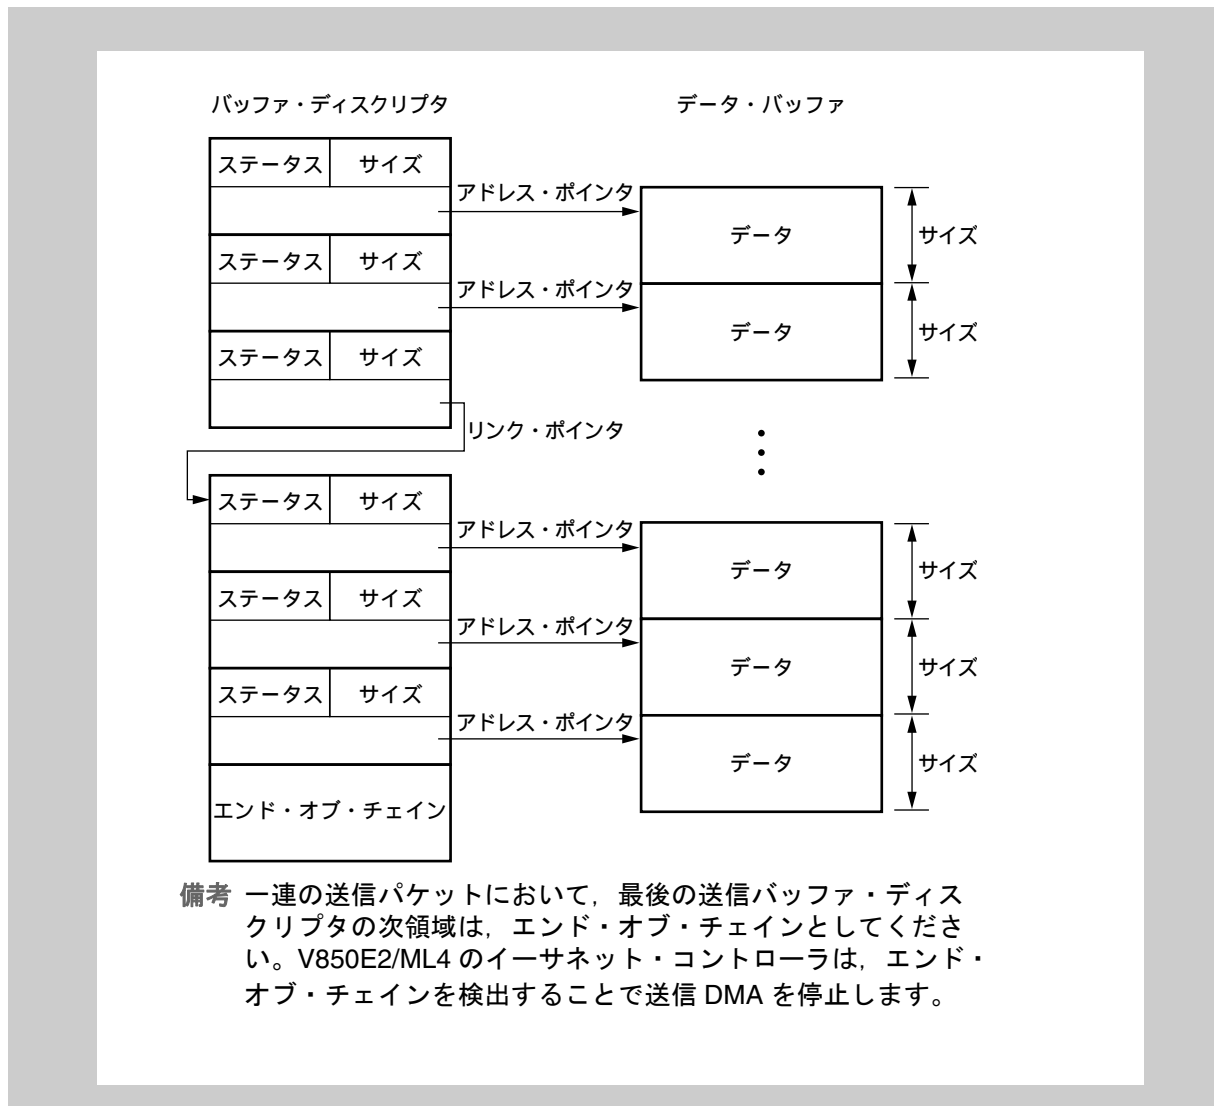 バッファ・ディスクリプタ
データ・バッファ
ステータス サイズ
アドレス・ポインタ
データ
サイズ
ステータス サイズ
アドレス・ポインタ
データ
サイズ
ステータス サイズ
リンク・ポインタ
ステータス サイズ
アドレス・ポインタ
データ
サイズ
ステータス サイズ
アドレス・ポインタ
データ
サイズ
ステータス サイズ
アドレス・ポインタ
データ
サイズ
エンド・オブ・チェイン
備考 一連の送信パケットにおいて，最後の送信バッファ・ディス
クリプタの次領域は，エンド・オブ・チェインとしてくださ
い。V850E2/ML4 のイーサネット・コントローラは，エンド・
オブ・チェインを検出することで送信 DMA を停止します。